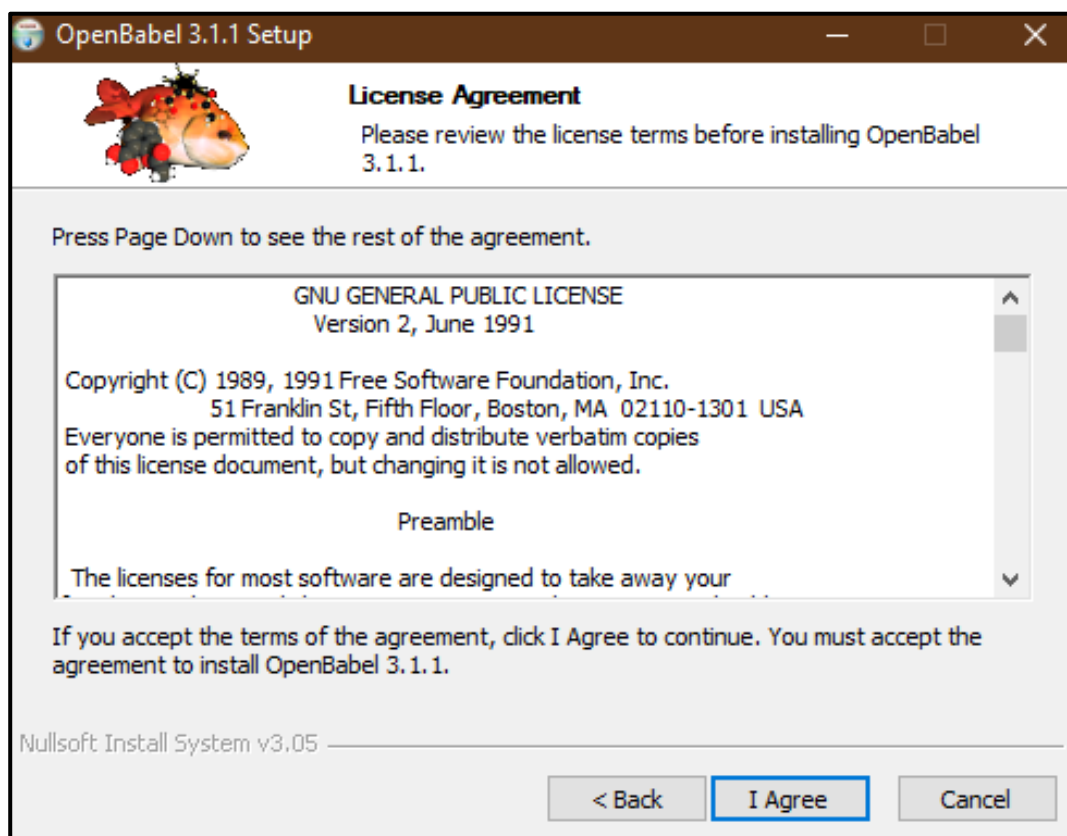 OpenBabel 3.1.1 Setup
License Agreement
Please review the license terms before installing OpenBabel
3.1.1.
Press Page Down to see the rest of the agreement.
GNU GENERAL PUBLIC LICENSE
Version 2, June 1991
Copyright (C) 1989, 1991 Free Software Foundation, Inc.
51 Franklin St, Fifth Floor, Boston, MA 02110-1301 USA
Everyone is permitted to copy and distribute verbatim copies
of this license document, but changing it is not allowed.
Preamble
The licenses for most software are designed to take away your
If you accept the terms of the agreement, click I Agree to continue. You must accept the
agreement to install OpenBabel 3.1.1.
Nullsoft Install System v3.05
< Back
I Agree
Cancel